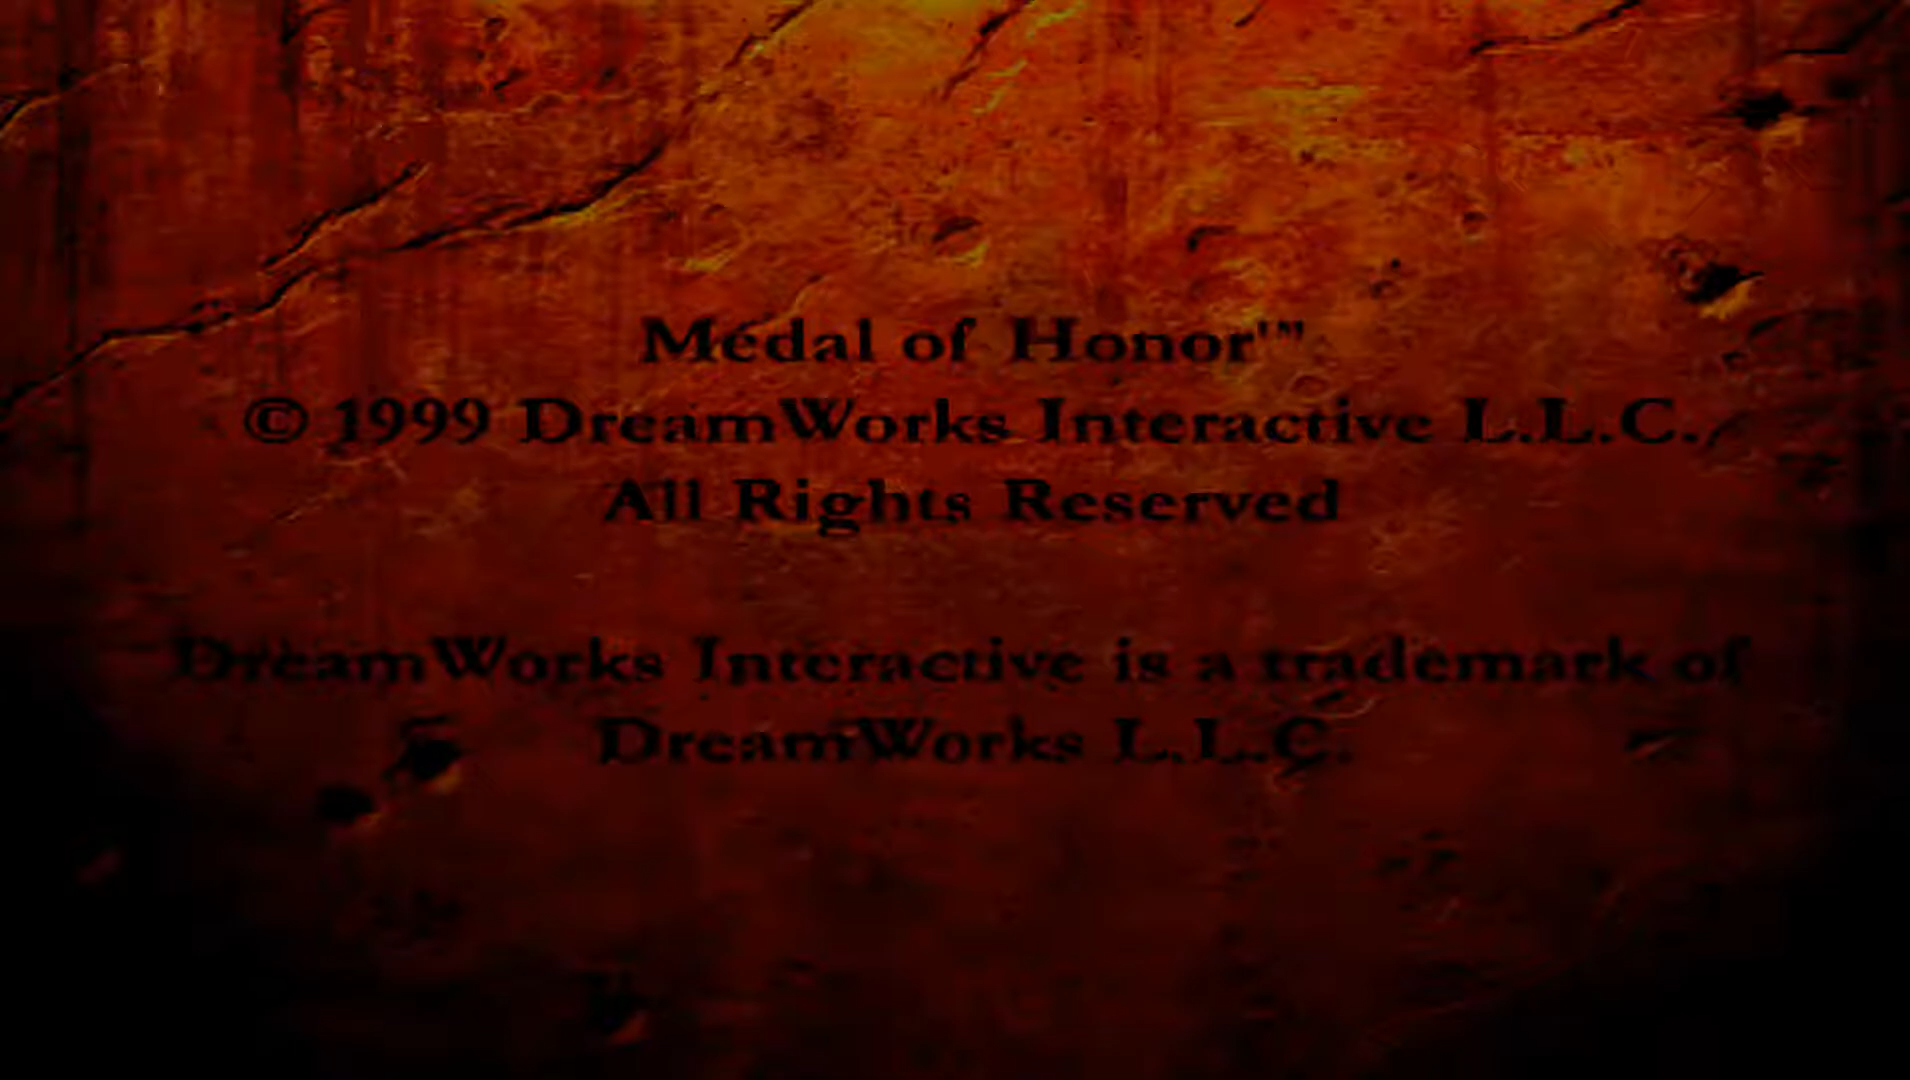 Medal of Honor™
© 1999 DreamWorks Interactive L.L.C.
All Rights Reserved
DreamWorks Interactive is a trademark of
DreamWorks L.L.C.